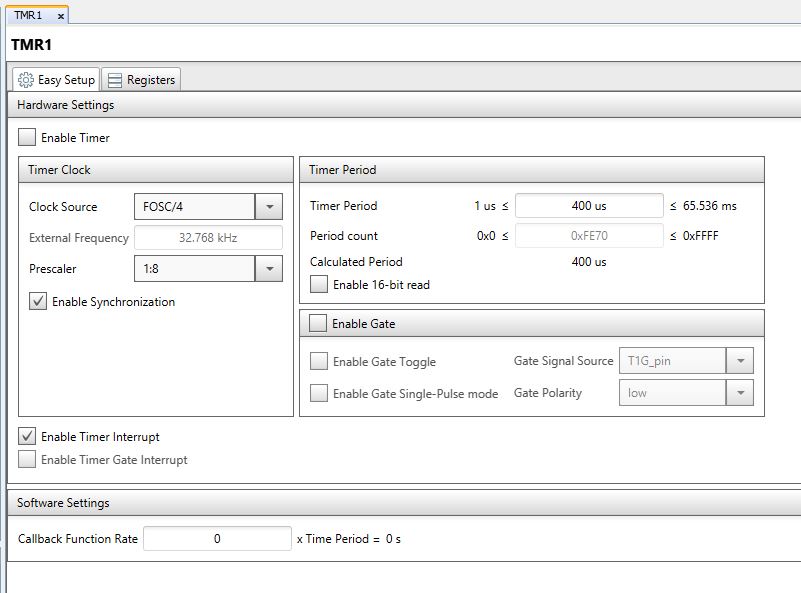 TMR1 x
TMR1
Easy Setup Registers
Hardware Settings
Enable Timer
Timer Clock
Clock Source FOSC/4
External Frequency 32.768 kHz
Prescaler 1:8
Enable Synchronization
Timer Period
Timer Period 1 us ≤ 400 us ≤ 65.536 ms
Period count 0x0 ≤ 0xFE70 ≤ 0xFFFF
Calculated Period 400 us
Enable 16-bit read
Enable Gate
Enable Gate Toggle Gate Signal Source T1G_pin
Enable Gate Single-Pulse mode Gate Polarity low
Enable Timer Interrupt
Enable Timer Gate Interrupt
Software Settings
Callback Function Rate 0 x Time Period = 0 s